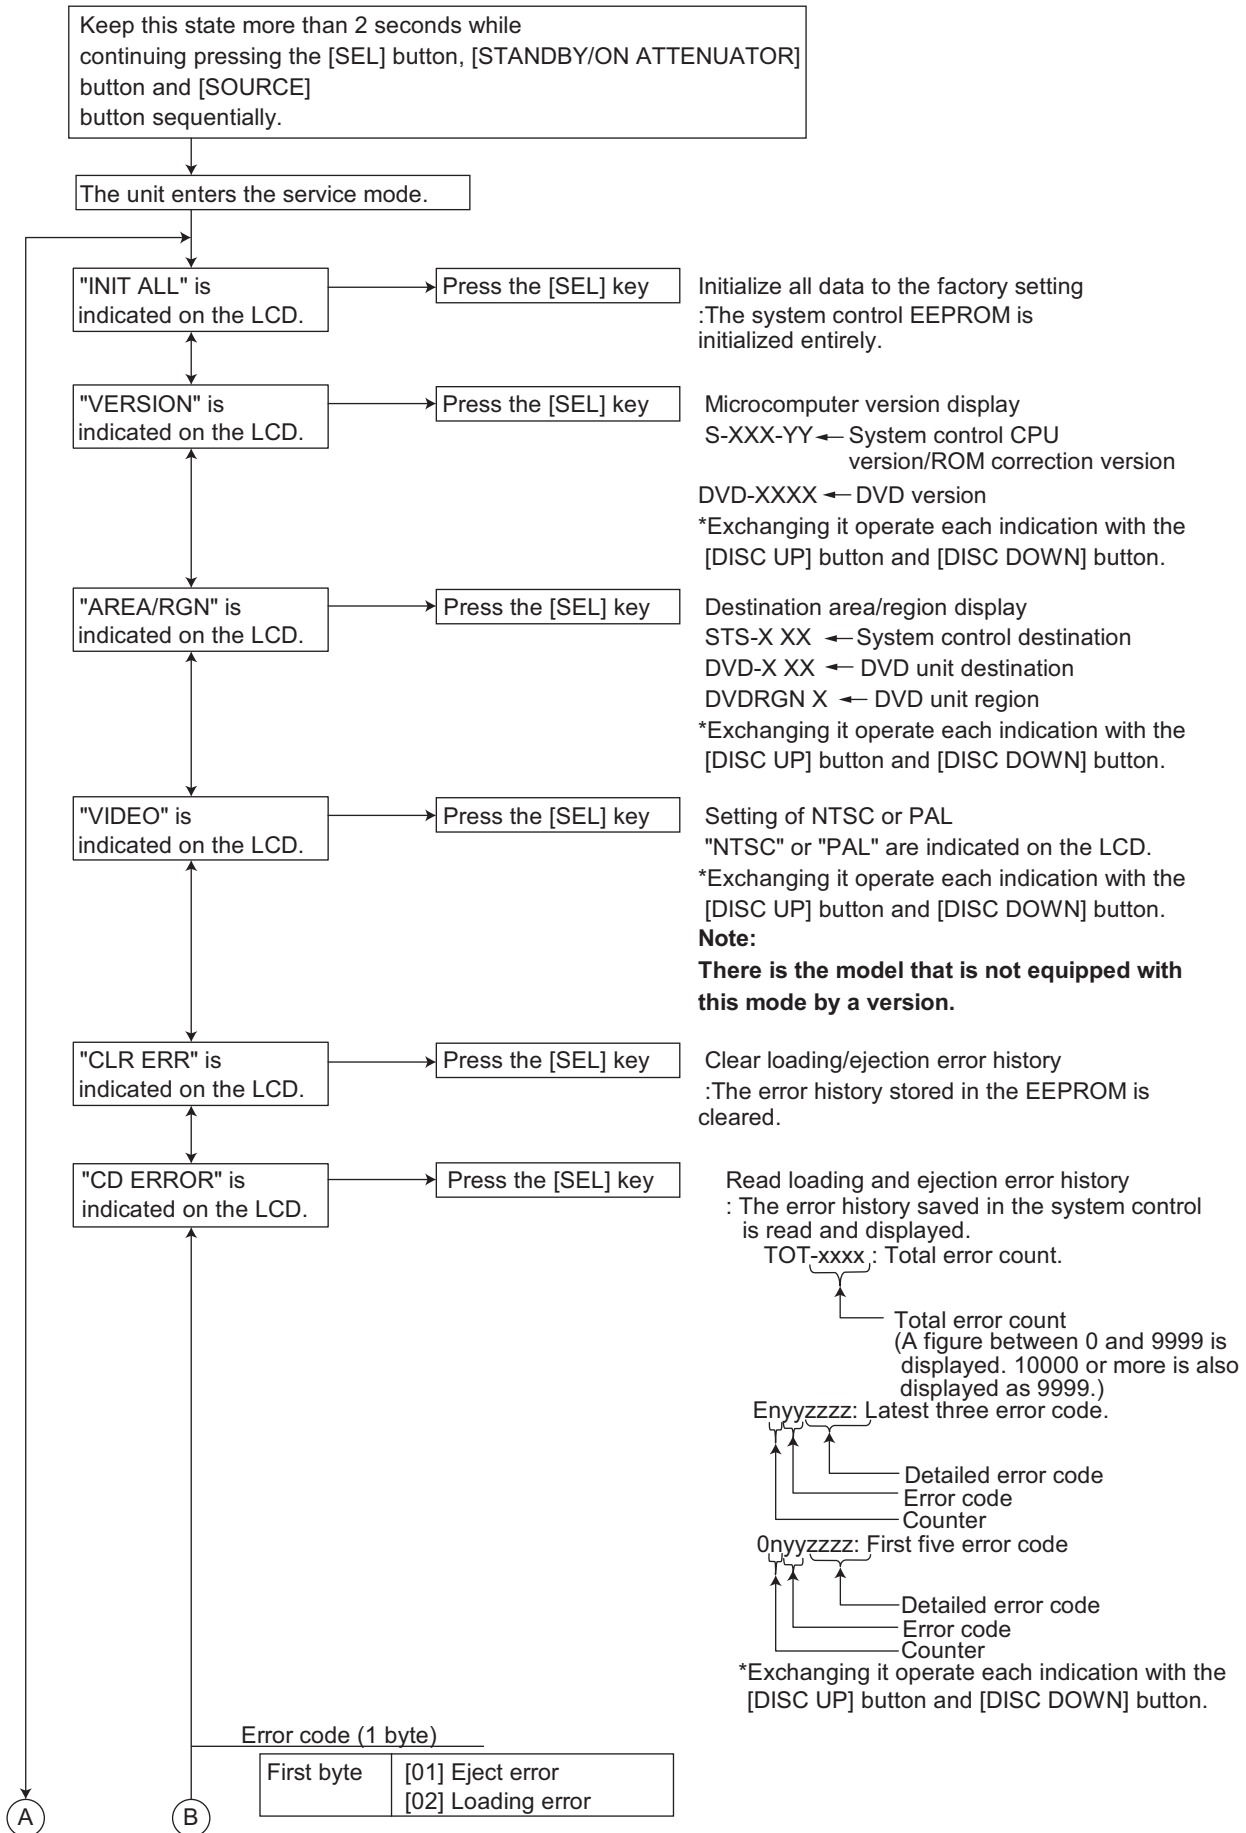 Keep this state more than 2 seconds while
continuing pressing the [SEL] button, [STANDBY/ON ATTENUATOR]
button and [SOURCE]
button sequentially.
The unit enters the service mode.
"INIT ALL" is
indicated on the LCD.
Press the [SEL] key
Initialize all data to the factory setting
:The system control EEPROM is
initialized entirely.
"VERSION" is
indicated on the LCD.
Press the [SEL] key
Microcomputer version display
S-XXX-YY System control CPU
version/ROM correction version
DVD-XXXX DVD version
*Exchanging it operate each indication with the
[DISC UP] button and [DISC DOWN] button.
"AREA/RGN" is
indicated on the LCD.
Press the [SEL] key
Destination area/region display
STS-X XX System control destination
DVD-X XX DVD unit destination
DVDRGN X DVD unit region
*Exchanging it operate each indication with the
[DISC UP] button and [DISC DOWN] button.
"VIDEO" is
indicated on the LCD.
Press the [SEL] key
Setting of NTSC or PAL
"NTSC" or "PAL" are indicated on the LCD.
*Exchanging it operate each indication with the
[DISC UP] button and [DISC DOWN] button.
Note:
There is the model that is not equipped with
this mode by a version.
"CLR ERR" is
indicated on the LCD.
Press the [SEL] key
Clear loading/ejection error history
:The error history stored in the EEPROM is
cleared.
"CD ERROR" is
indicated on the LCD.
Press the [SEL] key
Read loading and ejection error history
: The error history saved in the system control
is read and displayed.
TOT-xxxx : Total error count.
Total error count
(A figure between 0 and 9999 is
displayed. 10000 or more is also
displayed as 9999.)
Enyyzzzz: Latest three error code.
Detailed error code
Error code
Counter
0nyyzzzz: First five error code
Detailed error code
Error code
Counter
*Exchanging it operate each indication with the
[DISC UP] button and [DISC DOWN] button.
Error code (1 byte)
First byte [01] Eject error
[02] Loading error
A B